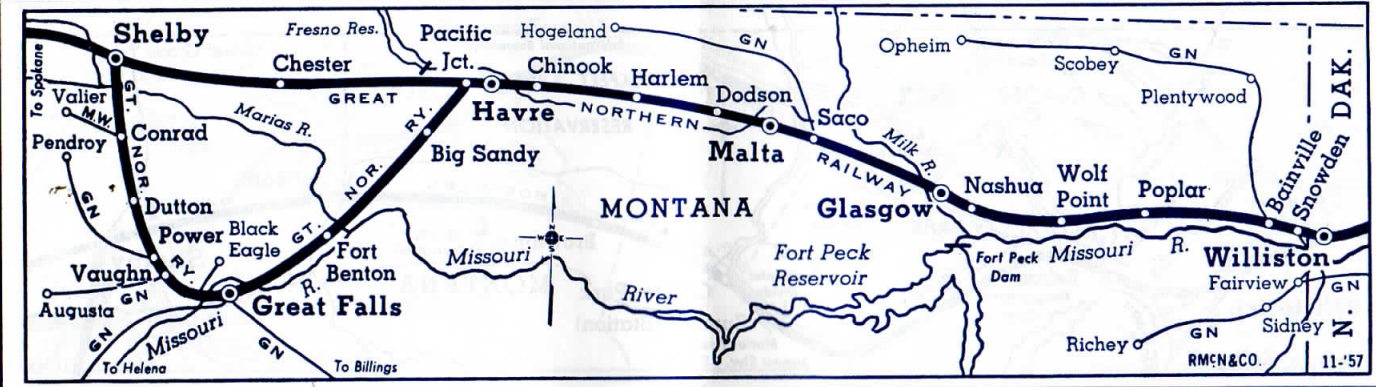 To Spokane
Shelby
Fresno Res.
Pacific
Jct.
Hogeland
GN
Opheim
Scobey
GN
Plentywood
N. DAK.
Valier
M.W.
Chester
GREAT
Chinook
Harlem
Havre
NORTHERN
Dodson
Saco
Malta
RAILWAY
Milk R.
Marias R.
Pendroy
GN
GT. NOR. RY.
Conrad
Dutton
Power
Vaughn
Black
Eagle
Big Sandy
GT. NOR. RY.
Fort
Benton
MONTANA
Glasgow
Nashua
Wolf
Point
Poplar
Bainville
Snowden
Williston
Missouri
River
Fort Peck
Reservoir
Fort Peck
Dam
Missouri R.
Fairview
GN
Sidney
GN
Richey
Augusta
GN
Great Falls
Missouri R.
GN
To Helena
GN
To Billings
N
W E
S
RMCN&CO.
11-'57
RESERVATION